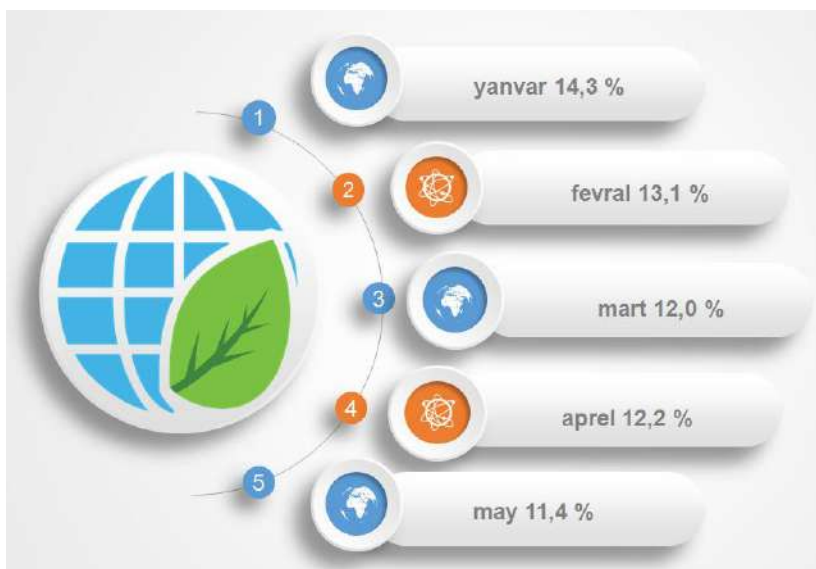 1
yanvar 14,3 %
2
fevral 13,1 %
3
mart 12,0 %
4
aprel 12,2 %
5
may 11,4 %